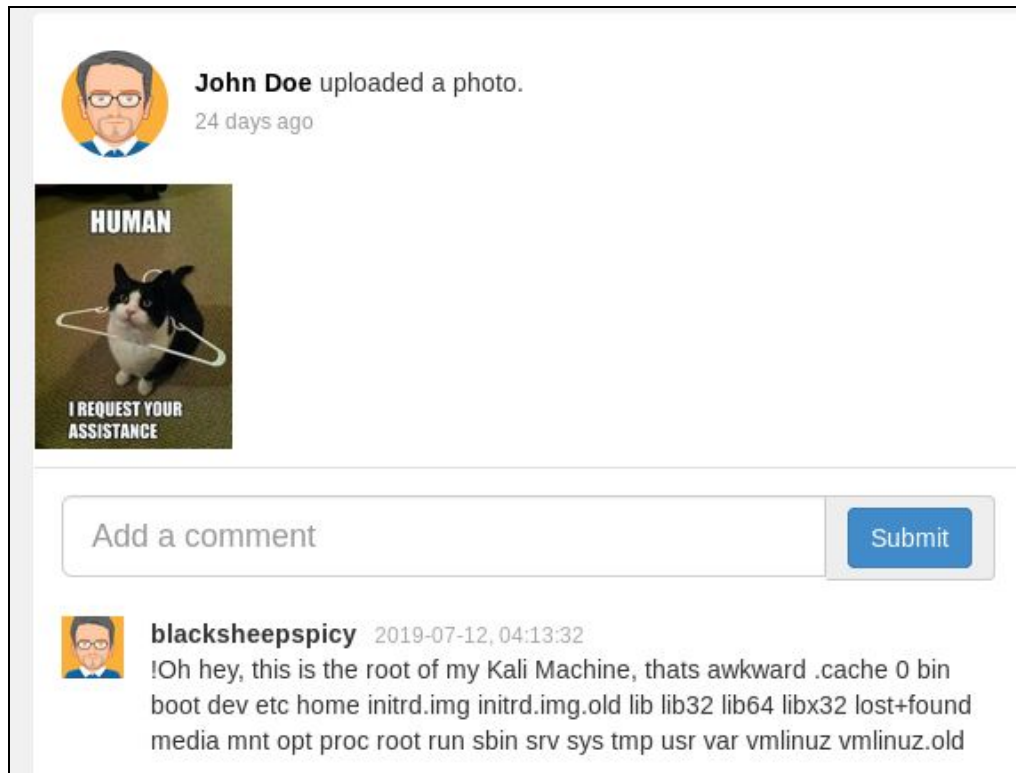 John Doe uploaded a photo.
24 days ago
HUMAN
I REQUEST YOUR
ASSISTANCE
Add a comment
Submit
blacksheepspicy 2019-07-12, 04:13:32
!Oh hey, this is the root of my Kali Machine, thats awkward .cache 0 bin
boot dev etc home initrd.img initrd.img.old lib lib32 lib64 libx32 lost+found
media mnt opt proc root run sbin srv sys tmp usr var vmlinuz vmlinuz.old